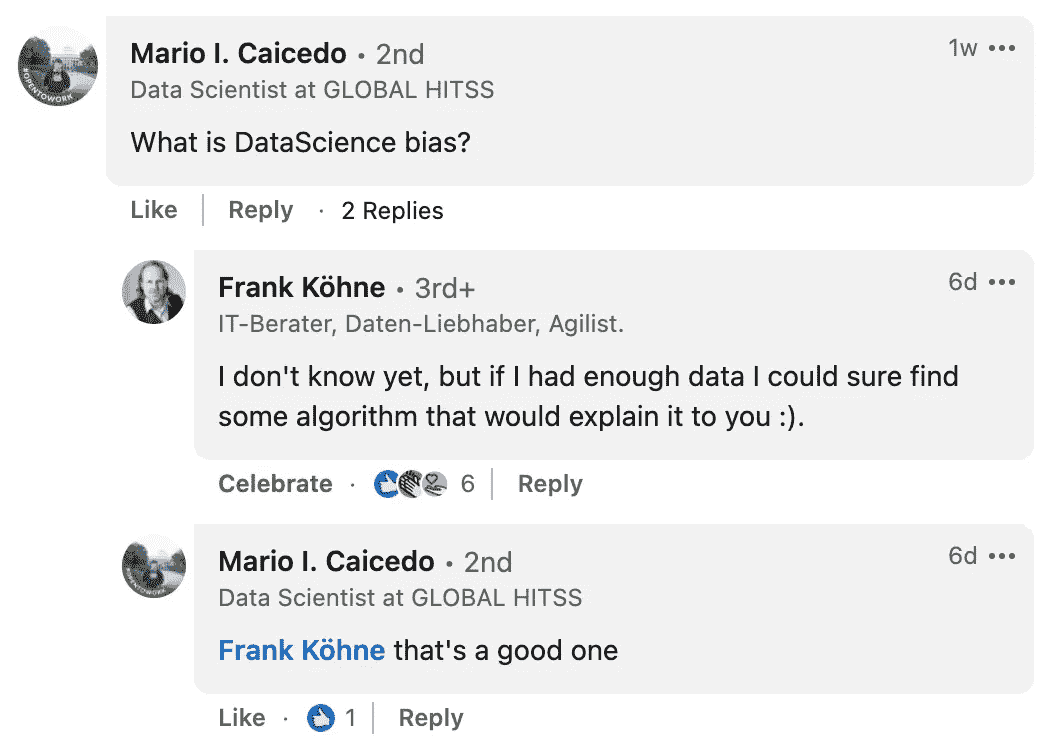 Mario I. Caicedo • 2nd
1w •••
Data Scientist at GLOBAL HITSS
What is DataScience bias?
#OPENTOWORK
Like Reply · 2 Replies
Frank Köhne • 3rd+
6d •••
IT-Berater, Daten-Liebhaber, Agilist.
I don't know yet, but if I had enough data I could sure find
some algorithm that would explain it to you :).
Celebrate · 6 Reply
Mario I. Caicedo • 2nd
6d •••
Data Scientist at GLOBAL HITSS
Frank Köhne that's a good one
#OPENTOWORK
Like · 1 Reply